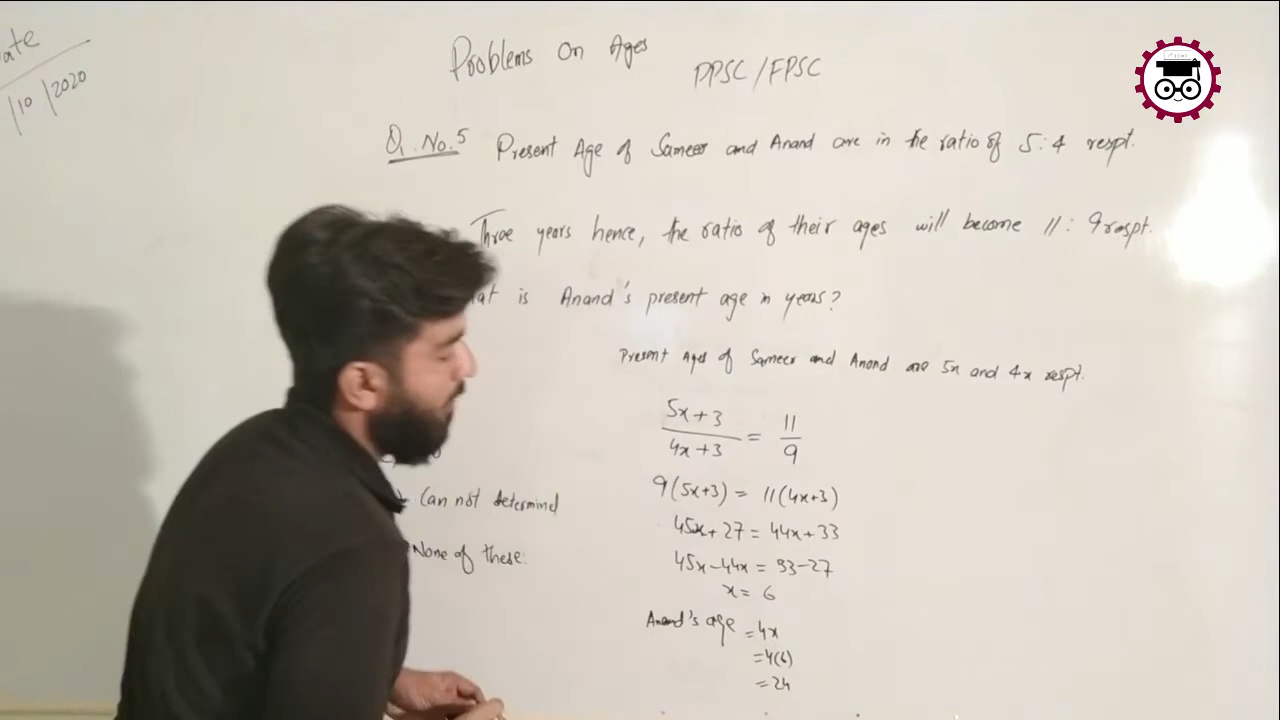 ate
/10/2020
Problems On Ages
PPSC/FPSC
Q. No.5 Present Age of Sameer and Anand are in the ratio of 5:4 respt.
Three years hence, the ratio of their ages will become 11:9 respt.
is Anand's present age in years?
Present Ages of Sameer and Anand are 5x and 4x respt.
5x+3 / 4x+3 = 11 / 9
9(5x+3) = 11(4x+3)
45x+27 = 44x+33
45x-44x = 33-27
x = 6
Anand's age = 4x
=4(6)
=24
Can not determind
None of these: